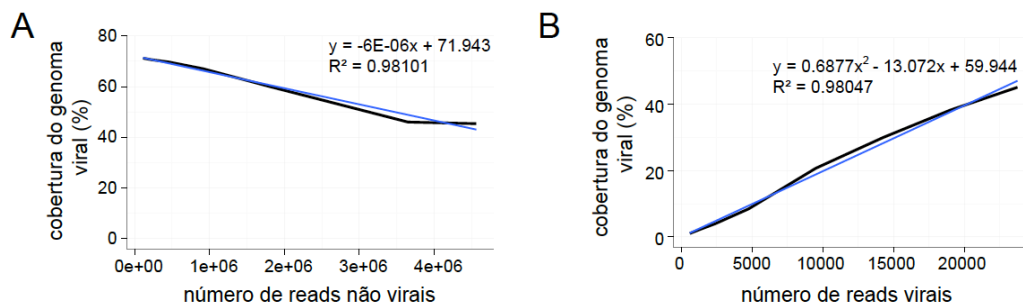 A
cobertura do genoma
viral (%)
80
60
40
20
0
y = -6E-06x + 71.943
R² = 0.98101
0e+00 1e+06 2e+06 3e+06 4e+06
número de reads não virais
B
cobertura do genoma
viral (%)
60
40
20
0
y = 0.6877x² - 13.072x + 59.944
R² = 0.98047
0 5000 10000 15000 20000
número de reads virais